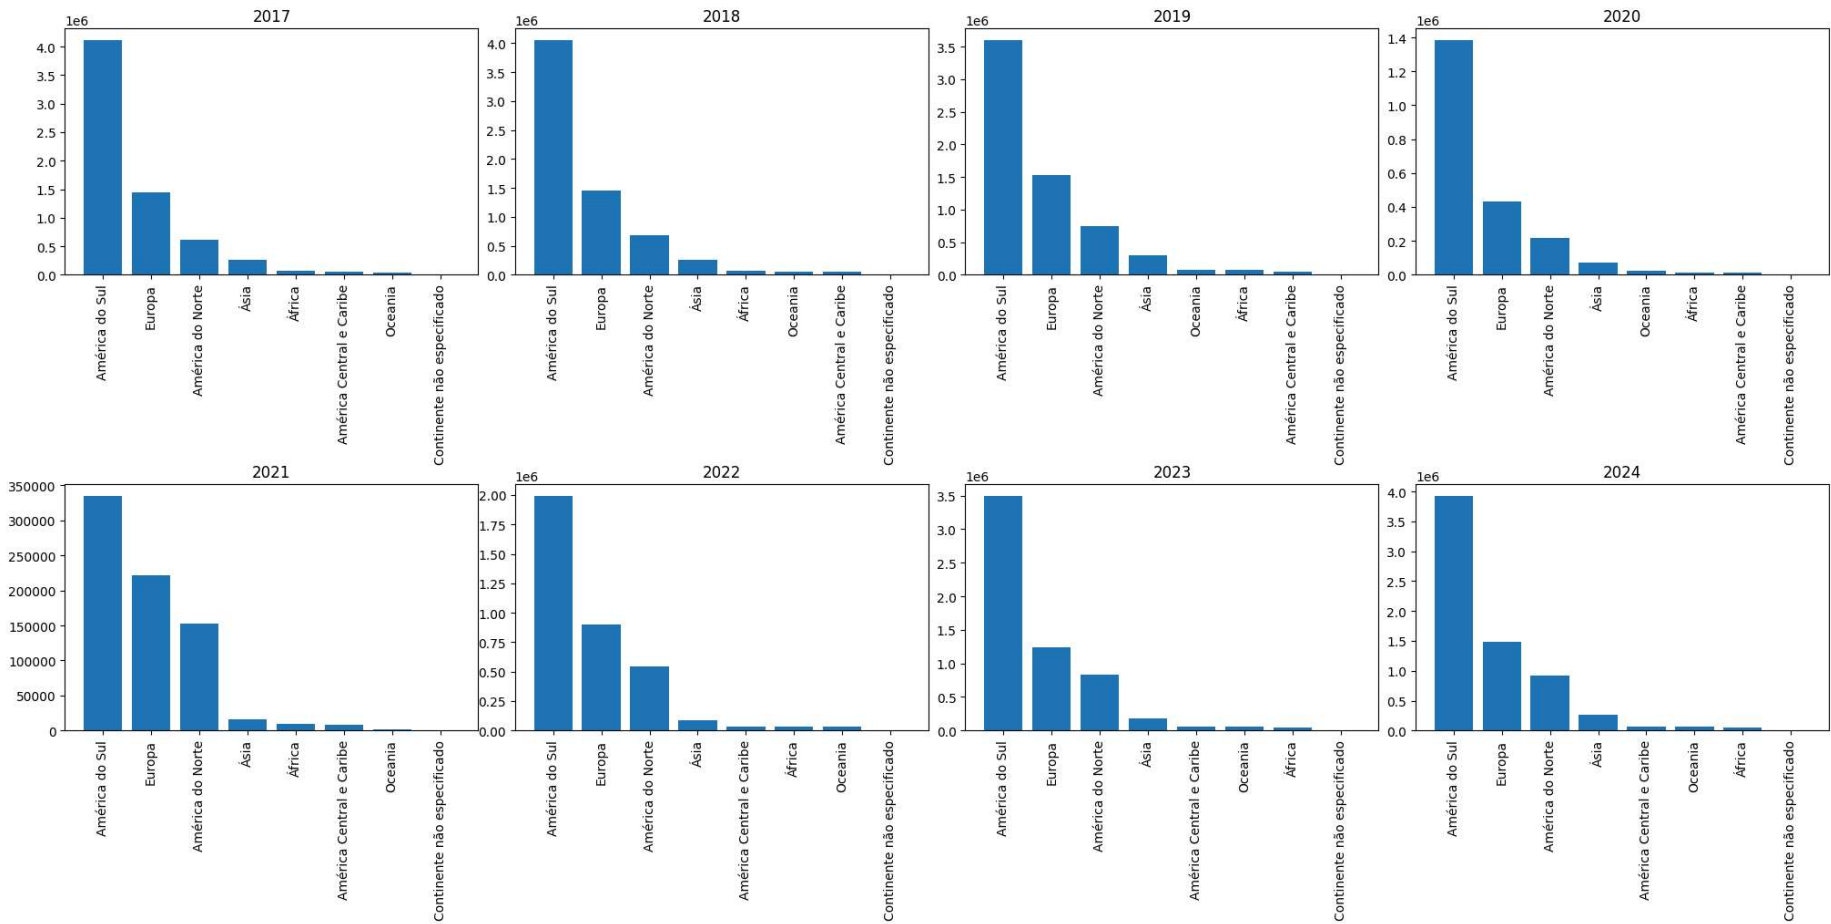 2017
1e6
4.0
3.5
3.0
2.5
2.0
1.5
1.0
0.5
0.0
América do Sul
Europa
América do Norte
Ásia
África
América Central e Caribe
Oceania
Continente não especificado
2018
1e6
4.0
3.5
3.0
2.5
2.0
1.5
1.0
0.5
0.0
América do Sul
Europa
América do Norte
Ásia
África
Oceania
América Central e Caribe
Continente não especificado
2019
1e6
3.5
3.0
2.5
2.0
1.5
1.0
0.5
0.0
América do Sul
Europa
América do Norte
Ásia
Oceania
África
América Central e Caribe
Continente não especificado
2020
1e6
1.4
1.2
1.0
0.8
0.6
0.4
0.2
0.0
América do Sul
Europa
América do Norte
Ásia
Oceania
África
América Central e Caribe
Continente não especificado
2021
350000
300000
250000
200000
150000
100000
50000
0
América do Sul
Europa
América do Norte
Ásia
África
América Central e Caribe
Oceania
Continente não especificado
2022
1e6
2.00
1.75
1.50
1.25
1.00
0.75
0.50
0.25
0.00
América do Sul
Europa
América do Norte
Ásia
América Central e Caribe
África
Oceania
Continente não especificado
2023
1e6
3.5
3.0
2.5
2.0
1.5
1.0
0.5
0.0
América do Sul
Europa
América do Norte
Ásia
América Central e Caribe
Oceania
África
Continente não especificado
2024
1e6
4.0
3.5
3.0
2.5
2.0
1.5
1.0
0.5
0.0
América do Sul
Europa
América do Norte
Ásia
América Central e Caribe
Oceania
África
Continente não especificado